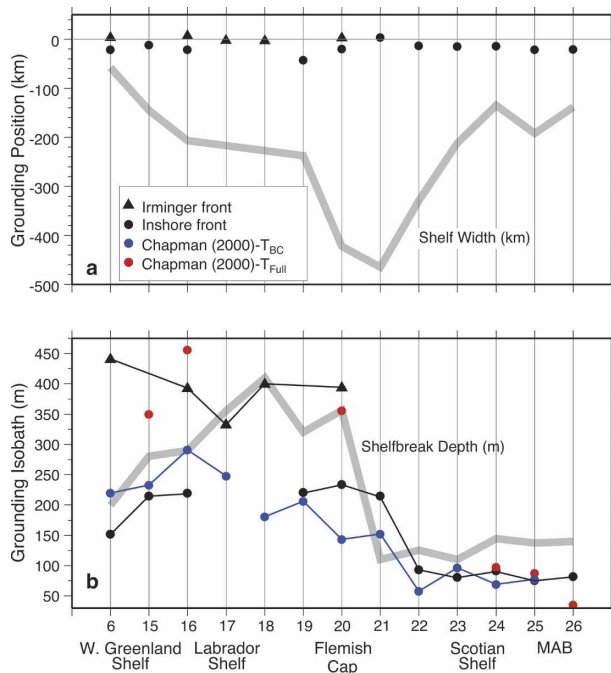 0
-100
-200
-300
-400
-500
Grounding Position (km)
Irminger front
Inshore front
Chapman (2000)-TBC
Chapman (2000)-TFull
Shelf Width (km)
a
450
400
350
300
250
200
150
100
50
Grounding Isobath (m)
Shelfbreak Depth (m)
b
6 15 16 17 18 19 20 21 22 23 24 25 26
W. Greenland Shelf
Labrador Shelf
Flemish Cap
Scotian Shelf
MAB